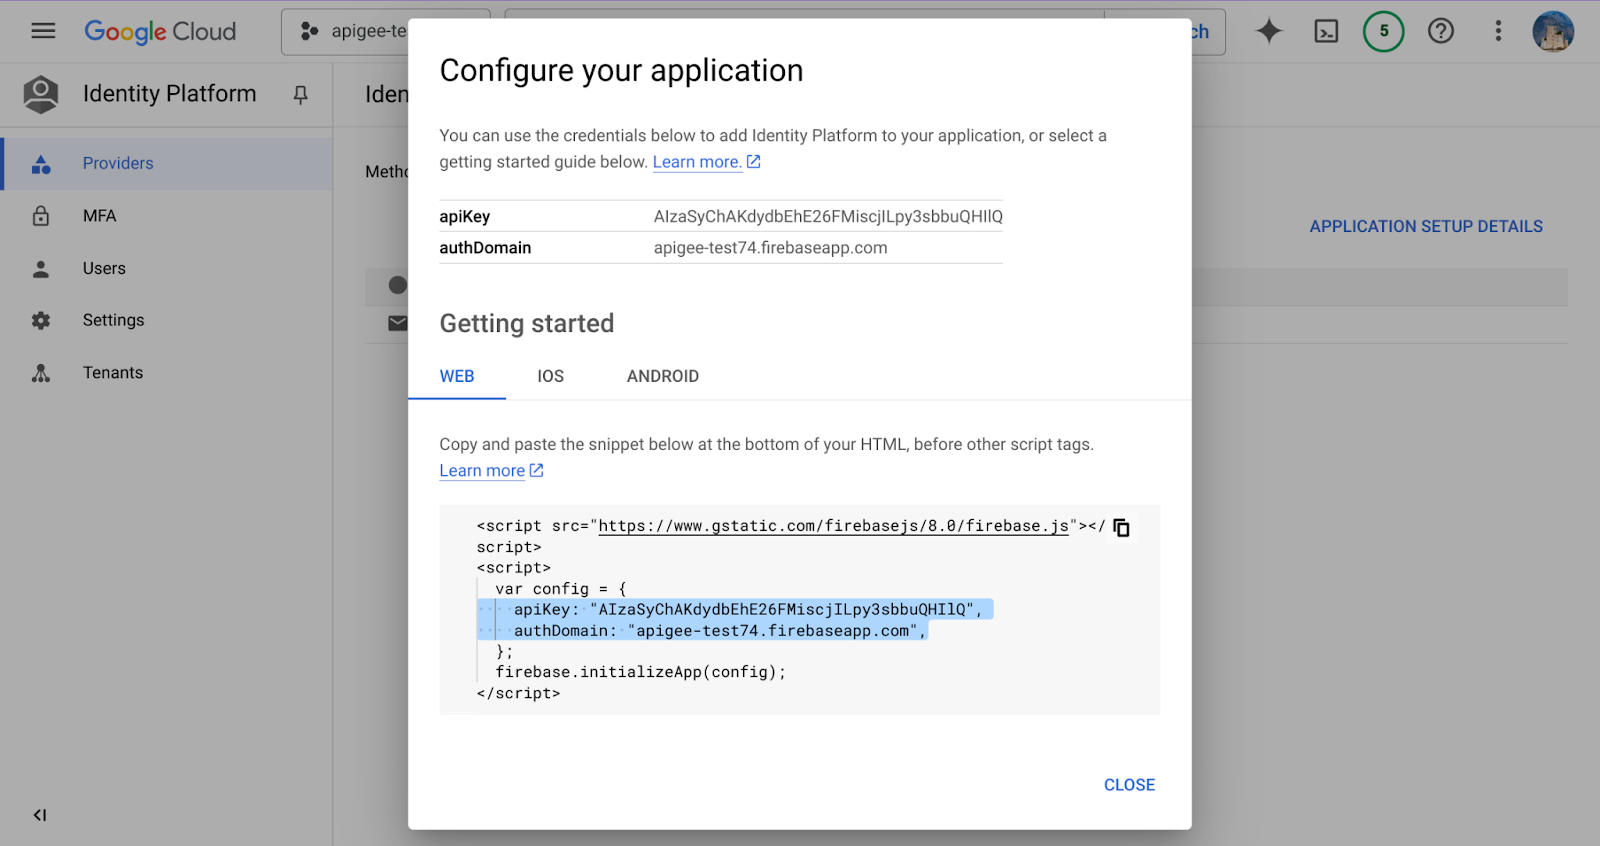 Google Cloud
apigee-te
ch
5
Identity Platform
Iden
Providers
MFA
Users
Settings
Tenants
Metho
APPLICATION SETUP DETAILS
Configure your application
You can use the credentials below to add Identity Platform to your application, or select a
getting started guide below. Learn more.
apiKey AIzaSyChAKdydbEhE26FMiscjILpy3sbbuQHIlQ
authDomain apigee-test74.firebaseapp.com
Getting started
WEB IOS ANDROID
Copy and paste the snippet below at the bottom of your HTML, before other script tags.
Learn more
<script src="https://www.gstatic.com/firebasejs/8.0/firebase.js"></
script>
<script>
var config = {
apiKey: "AIzaSyChAKdydbEhE26FMiscjILpy3sbbuQHIlQ",
authDomain: "apigee-test74.firebaseapp.com",
};
firebase.initializeApp(config);
</script>
CLOSE